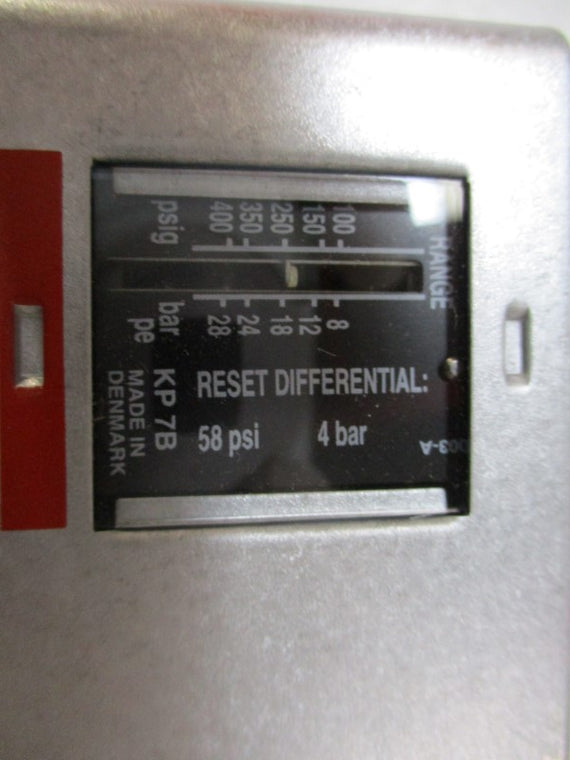 RANGE
100 150 250 350 400 psig
8 12 18 24 28 bar
pe
RESET DIFFERENTIAL:
58 psi 4 bar
KP 7B
MADE IN
DENMARK
003-A